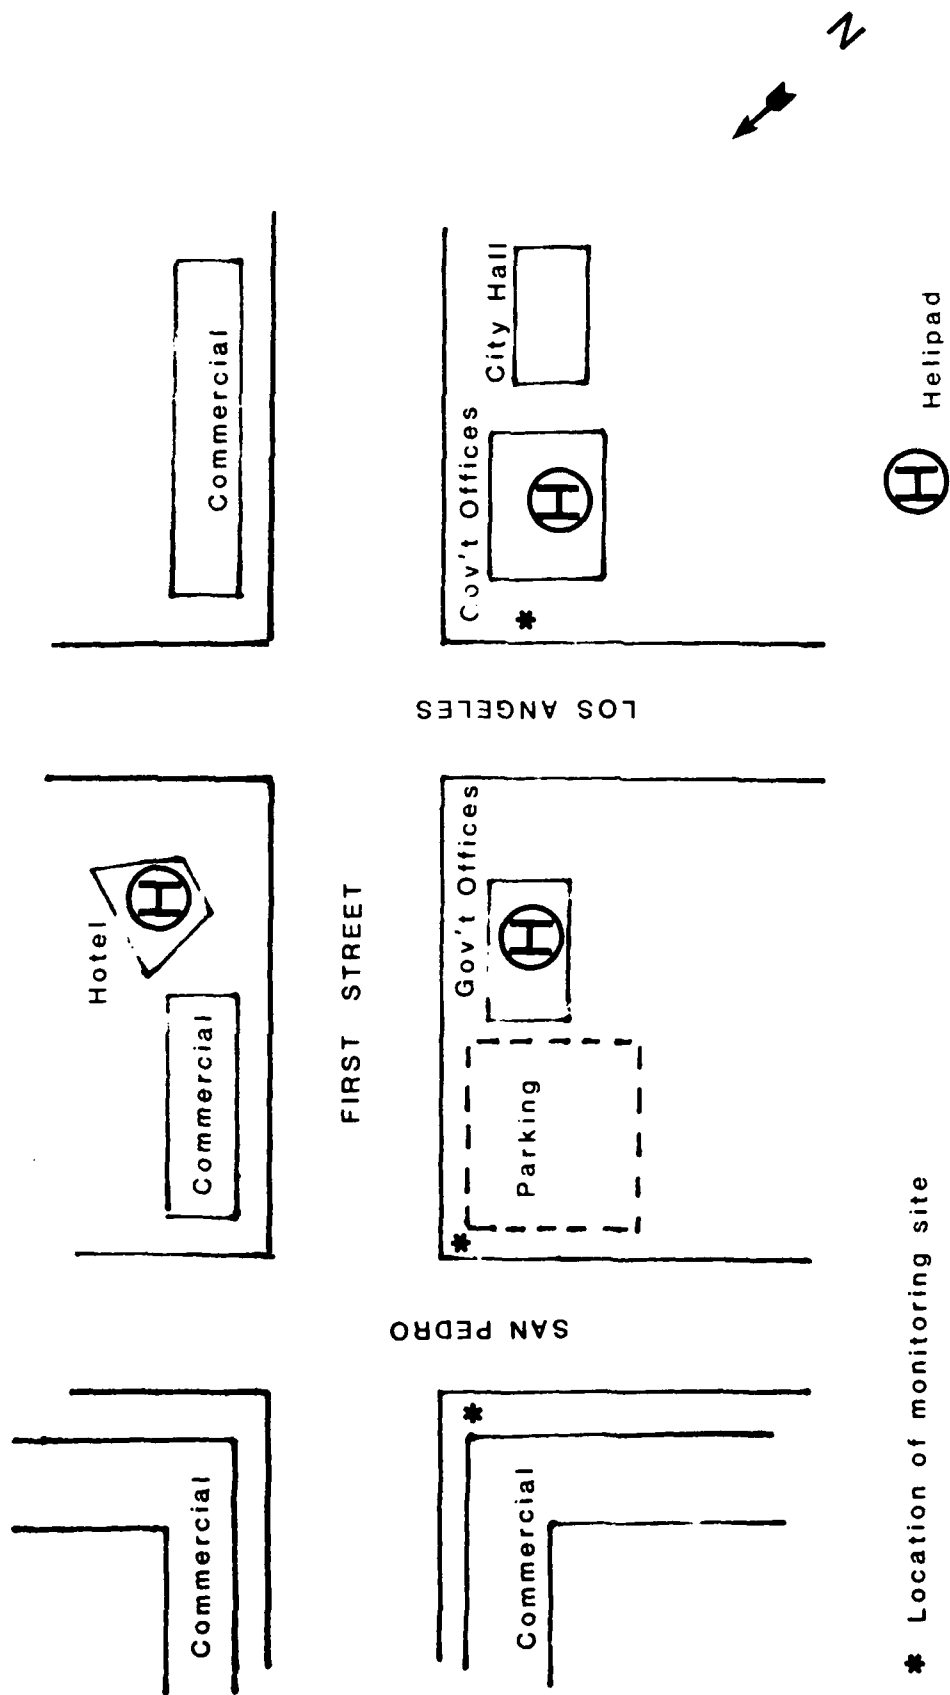 N
Commercial
City Hall
Gov't Offices
H
LOS ANGELES
Hotel
H
Commercial
FIRST STREET
Gov't Offices
H
Parking
SAN PEDRO
Commercial
Commercial
* Location of monitoring site
H Helipad